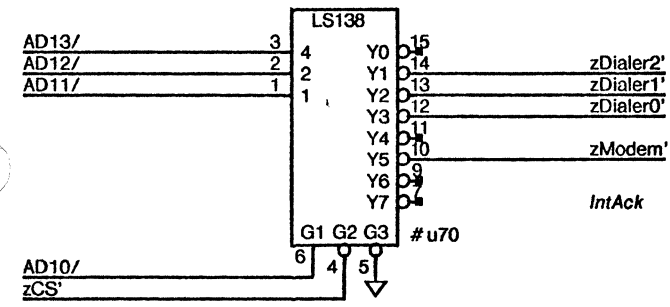 LS138
AD13/ 3 4 Y0 15
AD12/ 2 2 Y1 14 zDialer2'
AD11/ 1 1 Y2 13 zDialer1'
Y3 12 zDialer0'
Y4 11
Y5 10 zModem'
Y6 9
Y7 7 IntAck
G1 G2 G3 # u70
6 4 5
AD10/
zCS'